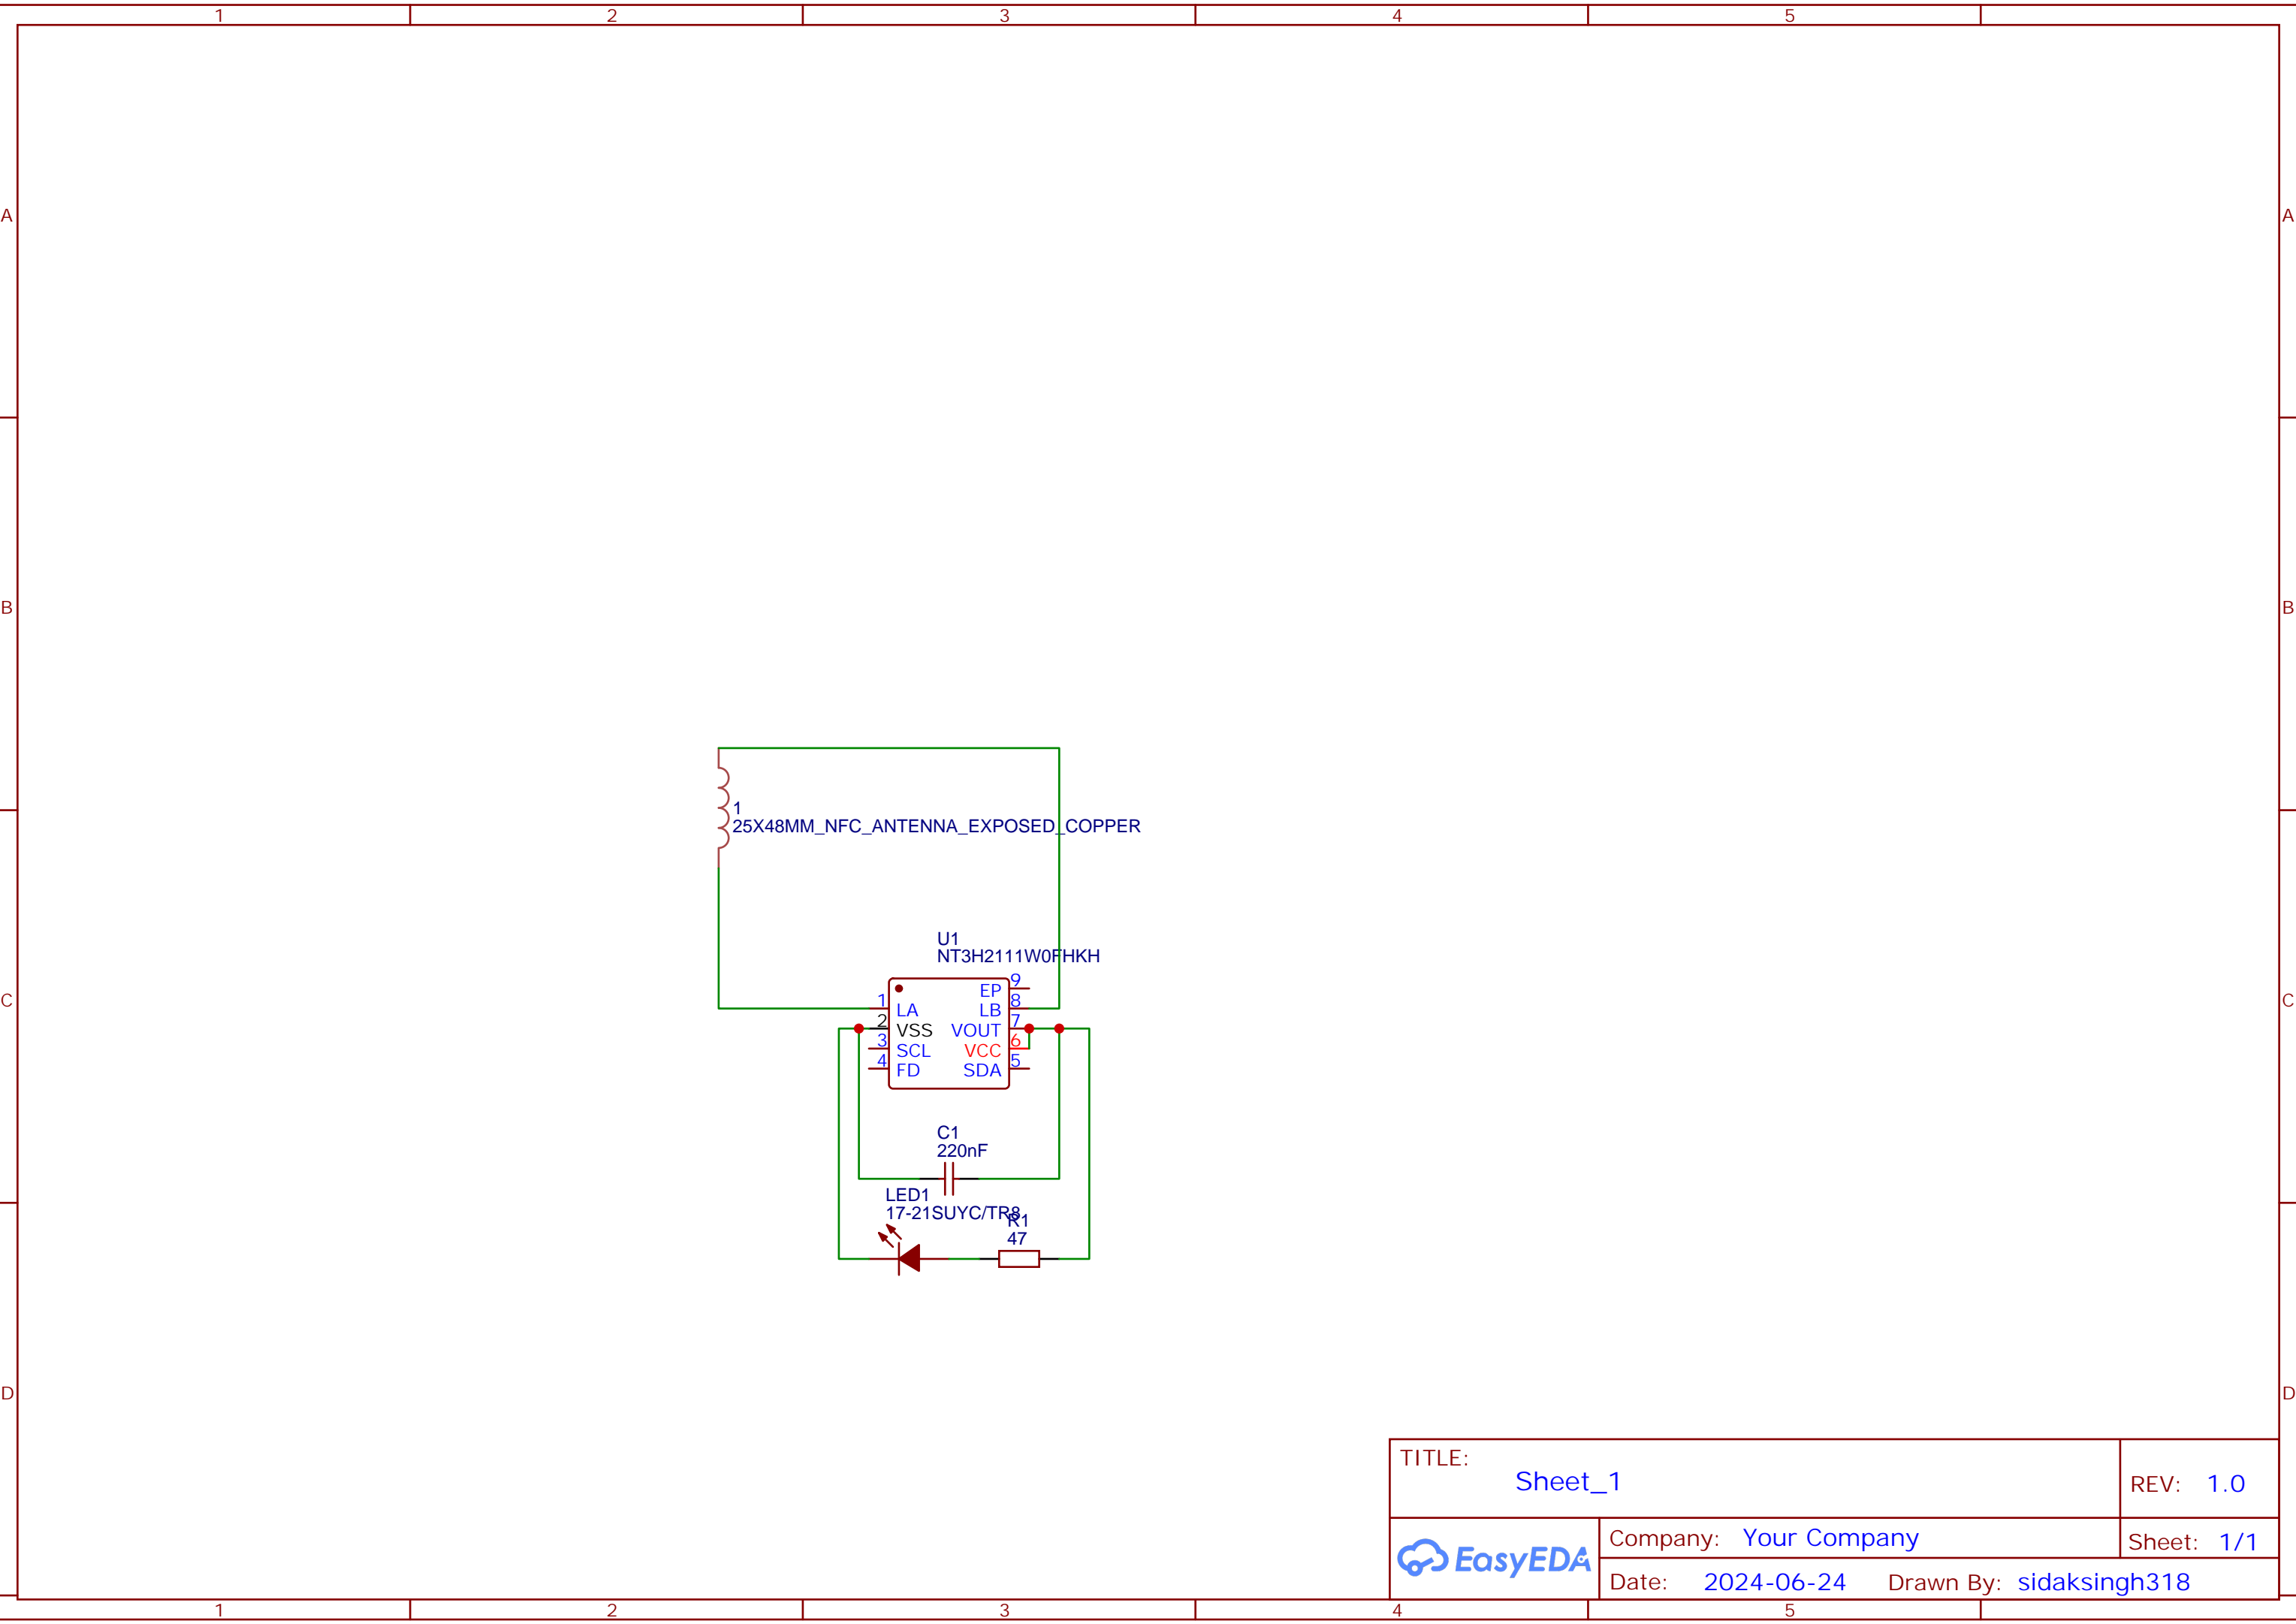 1 2 3 4 5
A A
B B
1
25X48MM_NFC_ANTENNA_EXPOSED_COPPER
U1
NT3H2111W0FHKH
9 EP
1 LA LB 8
C C
2 VSS VOUT 7
3 SCL VCC 6
4 FD SDA 5
C1
220nF
LED1
17-21SUYC/TR8
R1
47
D D
TITLE:
Sheet_1
REV: 1.0
EasyEDA
Company: Your Company
Sheet: 1/1
Date: 2024-06-24 Drawn By: sidaksingh318
1 2 3 4 5